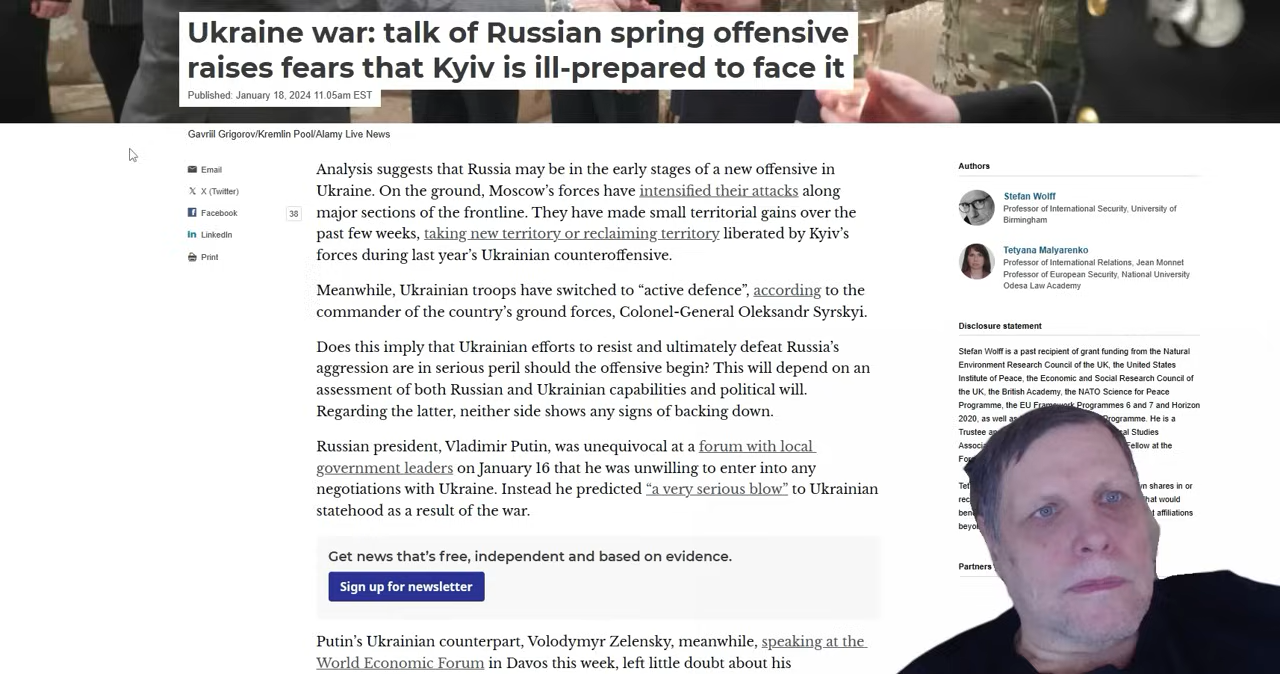 Ukraine war: talk of Russian spring offensive
raises fears that Kyiv is ill-prepared to face it
Published: January 18, 2024 11.05am EST
Gavriil Grigorov/Kremlin Pool/Alamy Live News
Email
X (Twitter)
Facebook
38
LinkedIn
Print
Analysis suggests that Russia may be in the early stages of a new offensive in
Ukraine. On the ground, Moscow’s forces have intensified their attacks along
major sections of the frontline. They have made small territorial gains over the
past few weeks, taking new territory or reclaiming territory liberated by Kyiv’s
forces during last year’s Ukrainian counteroffensive.
Meanwhile, Ukrainian troops have switched to “active defence”, according to the
commander of the country’s ground forces, Colonel-General Oleksandr Syrskyi.
Does this imply that Ukrainian efforts to resist and ultimately defeat Russia’s
aggression are in serious peril should the offensive begin? This will depend on an
assessment of both Russian and Ukrainian capabilities and political will.
Regarding the latter, neither side shows any signs of backing down.
Russian president, Vladimir Putin, was unequivocal at a forum with local
government leaders on January 16 that he was unwilling to enter into any
negotiations with Ukraine. Instead he predicted “a very serious blow” to Ukrainian
statehood as a result of the war.
Get news that’s free, independent and based on evidence.
Sign up for newsletter
Putin’s Ukrainian counterpart, Volodymyr Zelensky, meanwhile, speaking at the
World Economic Forum in Davos this week, left little doubt about his
Authors
Stefan Wolff
Professor of International Security, University of
Birmingham
Tetyana Malyarenko
Professor of International Relations, Jean Monnet
Professor of European Security, National University
Odesa Law Academy
Disclosure statement
Stefan Wolff is a past recipient of grant funding from the Natural
Environment Research Council of the UK, the United States
Institute of Peace, the Economic and Social Research Council of
the UK, the British Academy, the NATO Science for Peace
Programme, the EU Framework Programmes 6 and 7 and Horizon
2020, as well as Programme. He is a
Trustee Studies
Fellow at the
shares in or
that would
affiliations
Partners